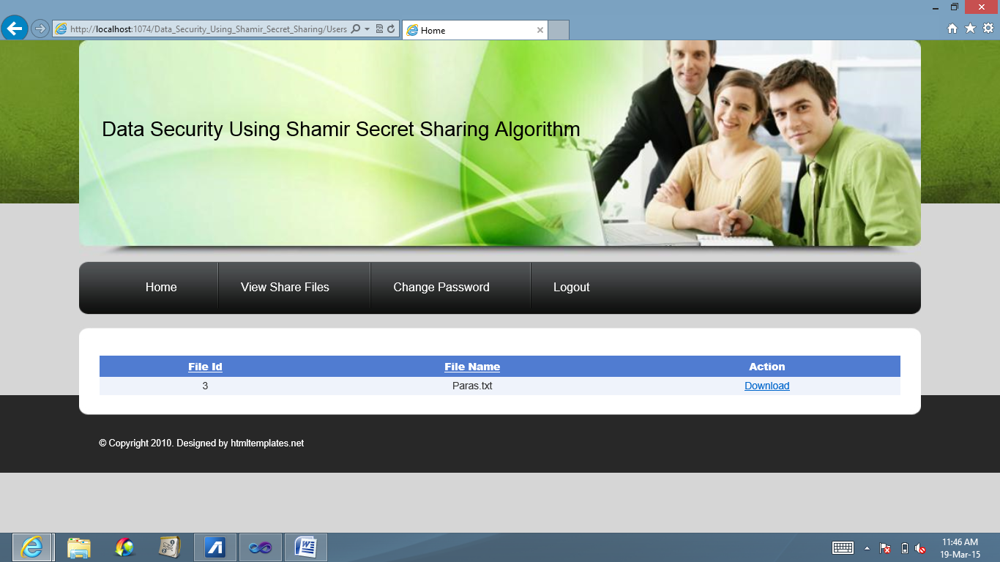 http://localhost:1074/Data_Security_Using_Shamir_Secret_Sharing/Users
Home
Data Security Using Shamir Secret Sharing Algorithm
Home View Share Files Change Password Logout
File Id File Name Action
3 Paras.txt Download
© Copyright 2010. Designed by htmltemplates.net
11:46 AM
19-Mar-15